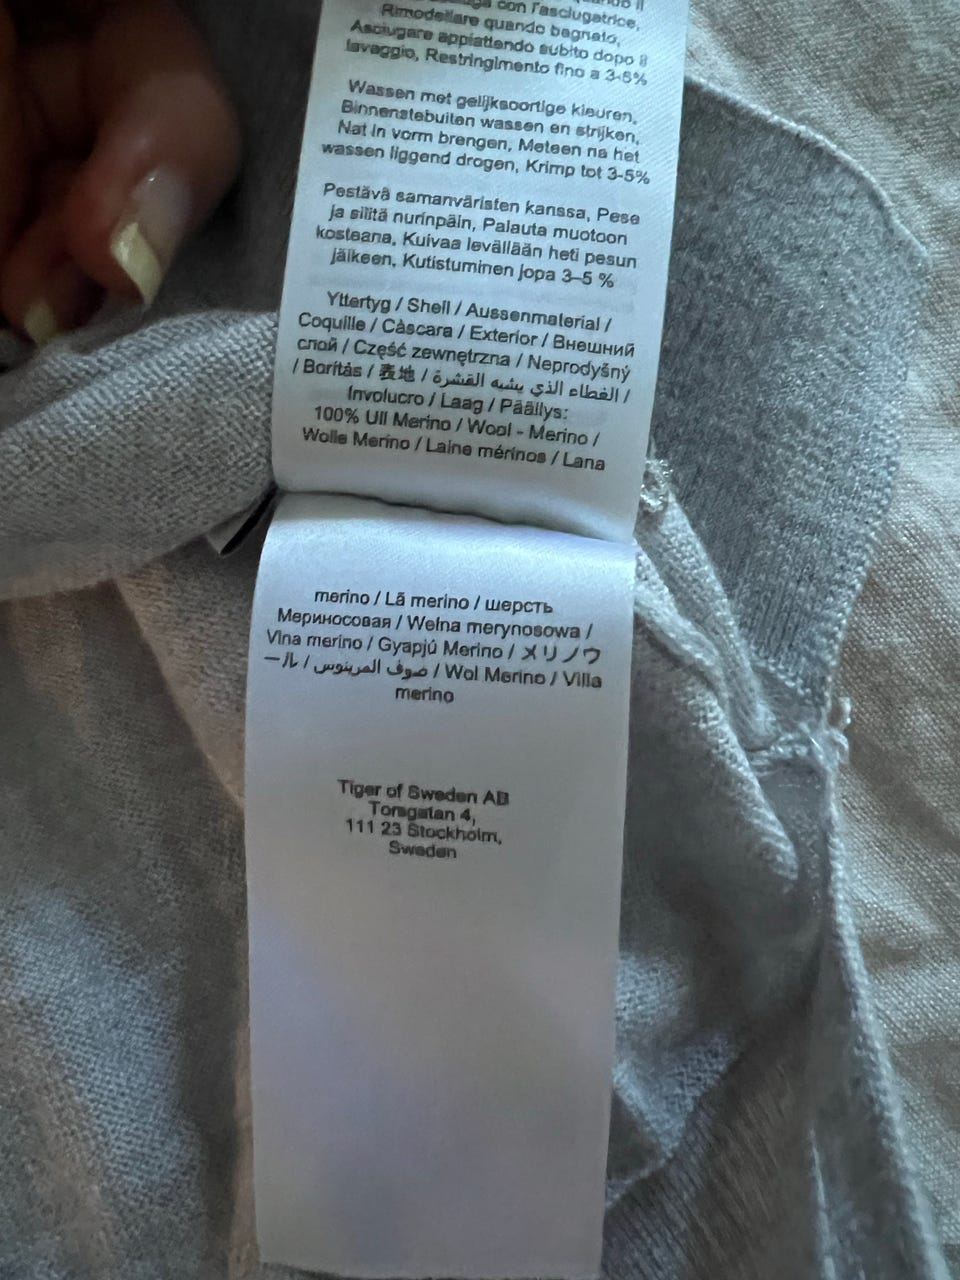 con l'asciugatrice,
Rimodellare quando bagnato,
Asciugare appiattendo subito dopo il
lavaggio, Restringimento fino a 3-5%
Wassen met gelijksoortige kleuren,
Binnenstebuiten wassen en strijken,
Nat in vorm brengen, Meteen na het
wassen liggend drogen, Krimp tot 3-5%
Pestävä samanväristen kanssa, Pese
ja silitä nurinpäin, Palauta muotoon
kosteana, Kuivaa levällään heti pesun
jälkeen, Kutistuminen jopa 3–5 %
Yttertyg / Shell / Aussenmaterial /
Coquille / Càscara / Exterior / Внешний
слой / Część zewnętrzna / Neprodyšný
/ Borítás / 表地 / الغطاء الذي يشبه القشرة /
Involucro / Laag / Päällys:
100% Ull Merino / Wool - Merino /
Wolle Merino / Laine mérinos / Lana
merino / Lã merino / шерсть
Мериносовая / Wełna merynosowa /
Vlna merino / Gyapjú Merino / メリノウ
ール / صوف المرينوس / Wol Merino / Villa
merino
Tiger of Sweden AB
Torsgatan 4,
111 23 Stockholm,
Sweden